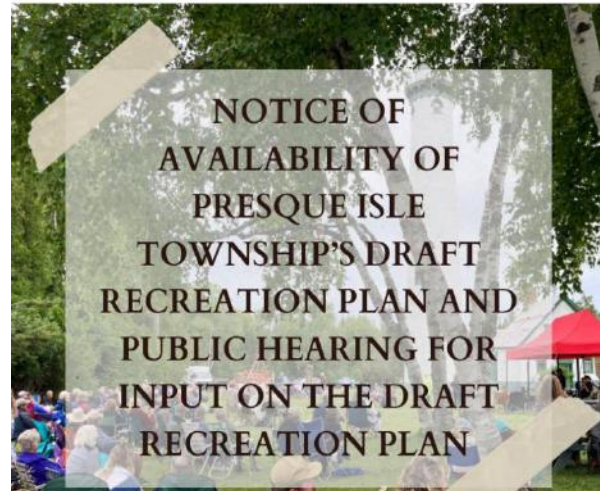 NOTICE OF
AVAILABILITY OF
PRESQUE ISLE
TOWNSHIP'S DRAFT
RECREATION PLAN AND
PUBLIC HEARING FOR
INPUT ON THE DRAFT
RECREATION PLAN